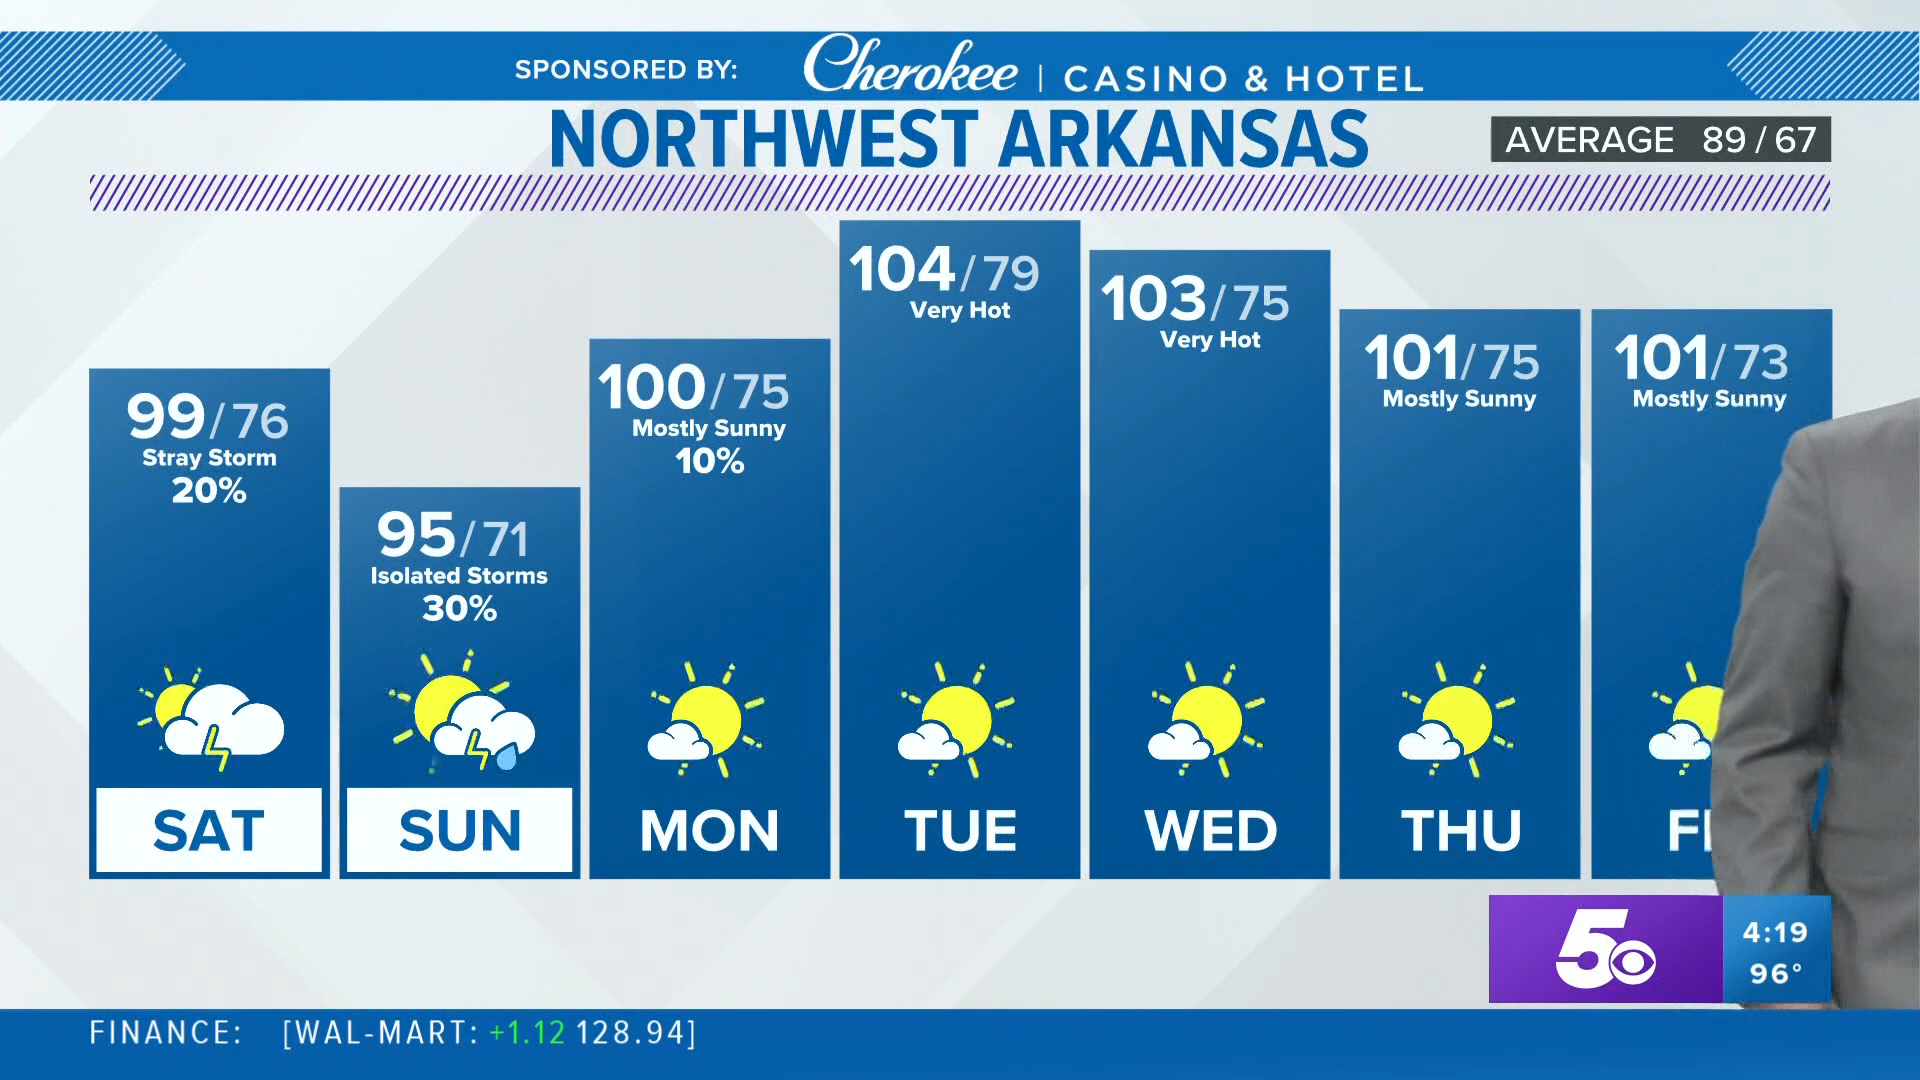 SPONSORED BY: Cherokee | CASINO & HOTEL
NORTHWEST ARKANSAS
AVERAGE 89 / 67
99/76
Stray Storm
20%
SAT
95/71
Isolated Storms
30%
SUN
100/75
Mostly Sunny
10%
MON
104/79
Very Hot
TUE
103/75
Very Hot
WED
101/75
Mostly Sunny
THU
101/73
Mostly Sunny
F
5
4:19
96°
FINANCE: [WAL-MART: +1.12 128.94]